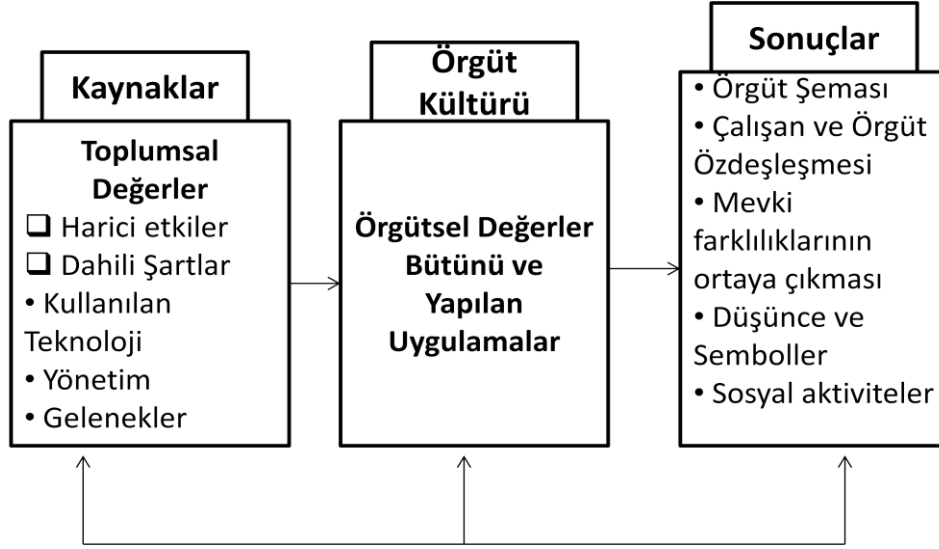 Kaynaklar
Toplumsal
Değerler
❑ Harici etkiler
❑ Dahili Şartlar
• Kullanılan
Teknoloji
• Yönetim
• Gelenekler
Örgüt
Kültürü
Örgütsel Değerler
Bütünü ve
Yapılan
Uygulamalar
Sonuçlar
• Örgüt Şeması
• Çalışan ve Örgüt
Özdeşleşmesi
• Mevki
farklılıklarının
ortaya çıkması
• Düşünce ve
Semboller
• Sosyal aktiviteler